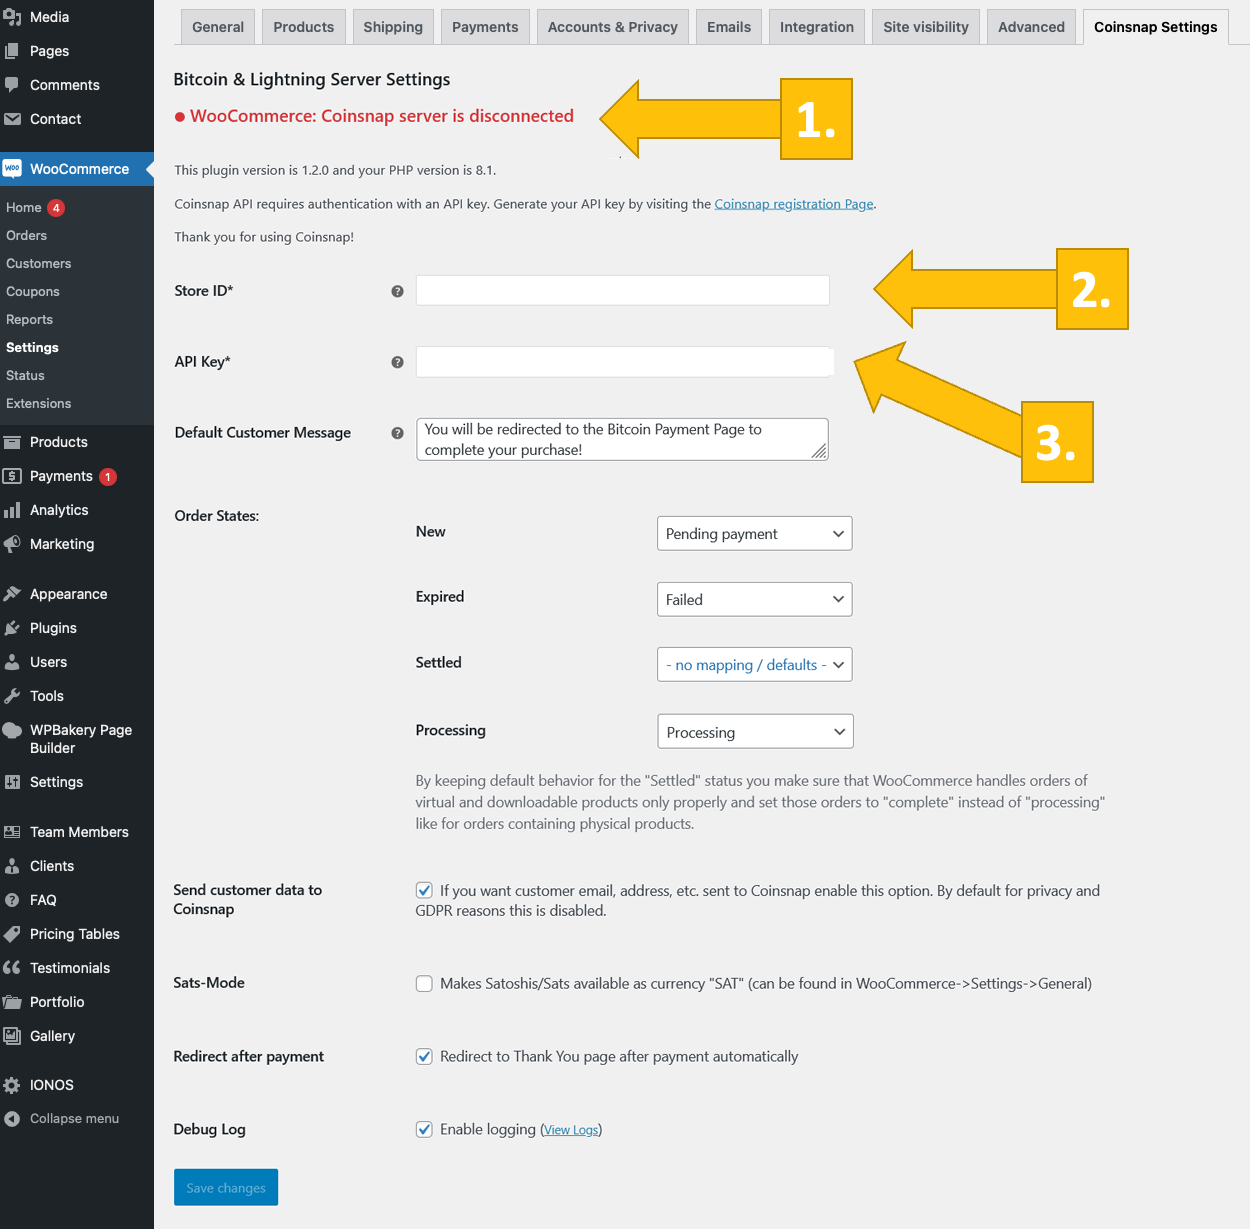 Media
Pages
Comments
Contact
WooCommerce
Home 4
Orders
Customers
Coupons
Reports
Settings
Status
Extensions
Products
Payments 1
Analytics
Marketing
Appearance
Plugins
Users
Tools
WPBakery Page
Builder
Settings
Team Members
Clients
FAQ
Pricing Tables
Testimonials
Portfolio
Gallery
IONOS
Collapse menu
General Products Shipping Payments Accounts & Privacy Emails Integration Site visibility Advanced Coinsnap Settings
Bitcoin & Lightning Server Settings
WooCommerce: Coinsnap server is disconnected
1.
This plugin version is 1.2.0 and your PHP version is 8.1.
Coinsnap API requires authentication with an API key. Generate your API key by visiting the Coinsnap registration Page.
Thank you for using Coinsnap!
Store ID* ?
2.
API Key* ?
3.
Default Customer Message ?
You will be redirected to the Bitcoin Payment Page to
complete your purchase!
Order States:
New Pending payment
Expired Failed
Settled - no mapping / defaults -
Processing Processing
By keeping default behavior for the "Settled" status you make sure that WooCommerce handles orders of
virtual and downloadable products only properly and set those orders to "complete" instead of "processing"
like for orders containing physical products.
Send customer data to
Coinsnap
If you want customer email, address, etc. sent to Coinsnap enable this option. By default for privacy and
GDPR reasons this is disabled.
Sats-Mode
Makes Satoshis/Sats available as currency "SAT" (can be found in WooCommerce->Settings->General)
Redirect after payment
Redirect to Thank You page after payment automatically
Debug Log
Enable logging (View Logs)
Save changes